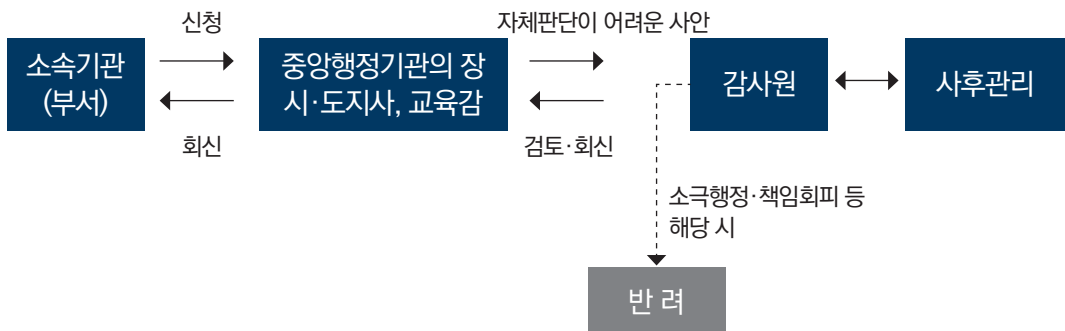 신청
자체판단이 어려운 사안
소속기관
(부서)
중앙행정기관의 장
시·도지사, 교육감
감사원
사후관리
회신
검토·회신
소극행정·책임회피 등
해당 시
반 려